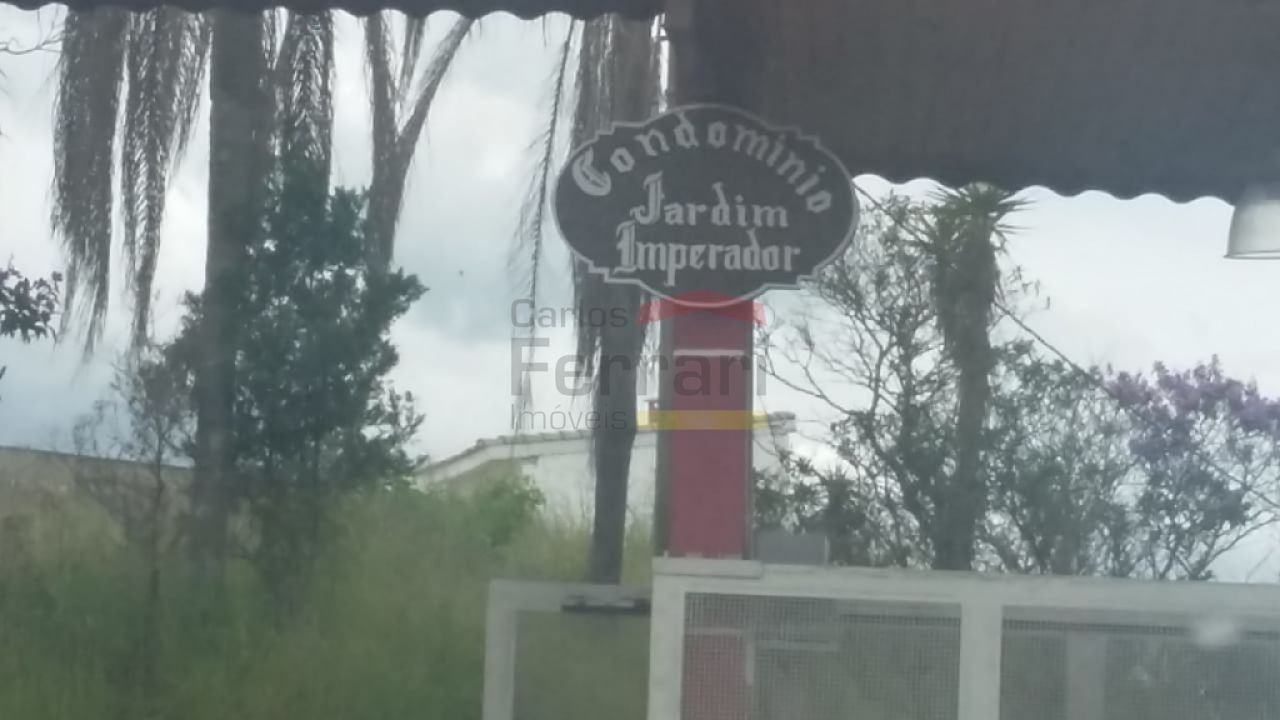 Condominio
Jardim
Imperador
Carlos
Ferrari
Imóveis